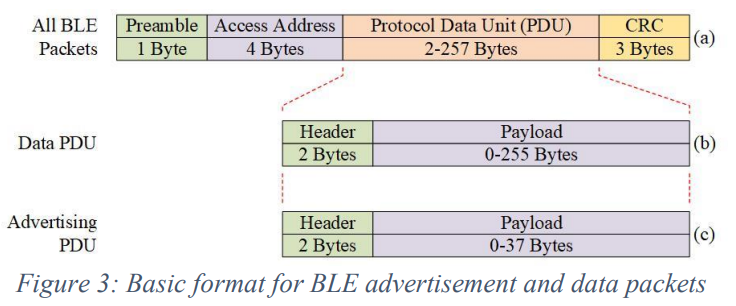 All BLE Packets
Preamble Access Address Protocol Data Unit (PDU) CRC
1 Byte 4 Bytes 2-257 Bytes 3 Bytes
(a)
Data PDU
Header Payload
2 Bytes 0-255 Bytes
(b)
Advertising PDU
Header Payload
2 Bytes 0-37 Bytes
(c)
Figure 3: Basic format for BLE advertisement and data packets